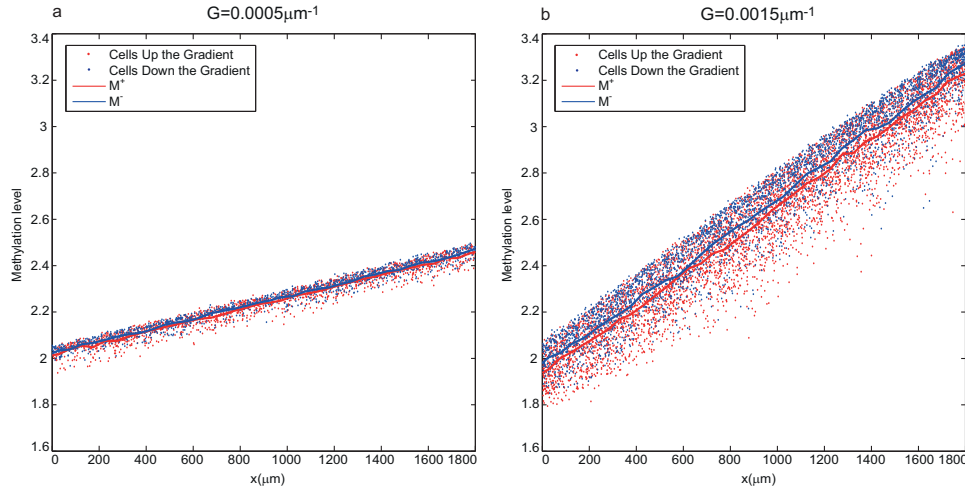 a
G=0.0005μm-1
3.4
3.2
3
2.8
2.6
2.4
2.2
2
1.8
1.6
Methylation level
Cells Up the Gradient
Cells Down the Gradient
M+
M-
0 200 400 600 800 1000 1200 1400 1600 1800
x(μm)
b
G=0.0015μm-1
3.4
3.2
3
2.8
2.6
2.4
2.2
2
1.8
1.6
Methylation level
Cells Up the Gradient
Cells Down the Gradient
M+
M-
0 200 400 600 800 1000 1200 1400 1600 1800
x(μm)